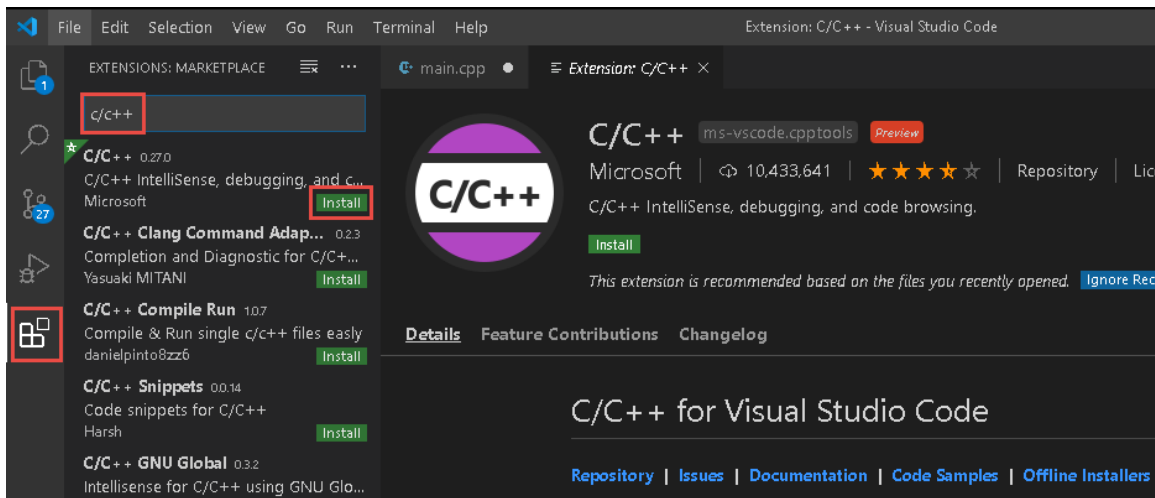 File Edit Selection View Go Run Terminal Help
Extension: C/C++ - Visual Studio Code
1
27
EXTENSIONS: MARKETPLACE
c/c++
C/C++ 0.27.0
C/C++ IntelliSense, debugging, and c...
Microsoft Install
C/C++ Clang Command Adap... 0.2.3
Completion and Diagnostic for C/C+...
Yasuaki MITANI Install
C/C++ Compile Run 1.0.7
Compile & Run single c/c++ files easly
danielpinto8zz6 Install
C/C++ Snippets 0.0.14
Code snippets for C/C++
Harsh Install
C/C++ GNU Global 0.3.2
Intellisense for C/C++ using GNU Glo...
main.cpp Extension: C/C++
C/C++
C/C++ ms-vscode.cpptools Preview
Microsoft 10,433,641 Repository Lic
C/C++ IntelliSense, debugging, and code browsing.
Install
This extension is recommended based on the files you recently opened. Ignore Rec
Details Feature Contributions Changelog
C/C++ for Visual Studio Code
Repository | Issues | Documentation | Code Samples | Offline Installers